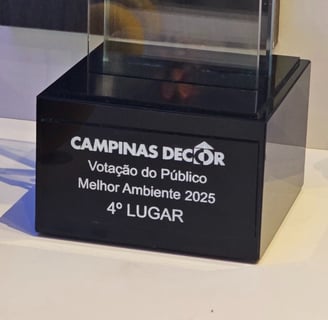 CAMPINAS DECOR
Votação do Público
Melhor Ambiente 2025
4º LUGAR